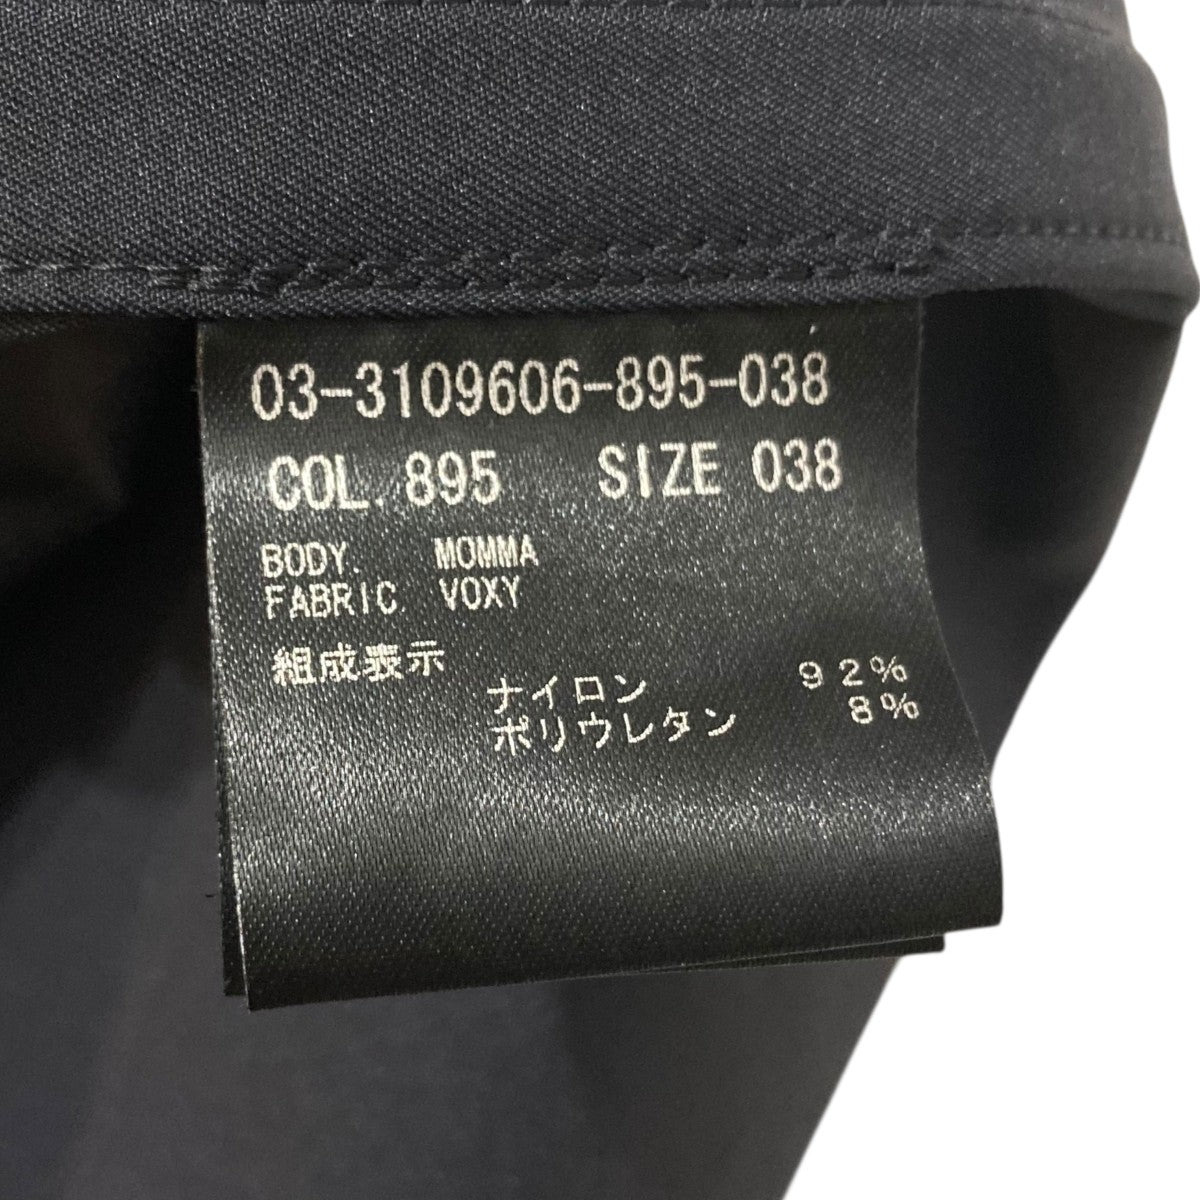 03-3109606-895-038
COL. 895 SIZE 038
BODY. MOMMA
FABRIC VOXY
組成表示
ナイロン 92%
ポリウレタン 8%